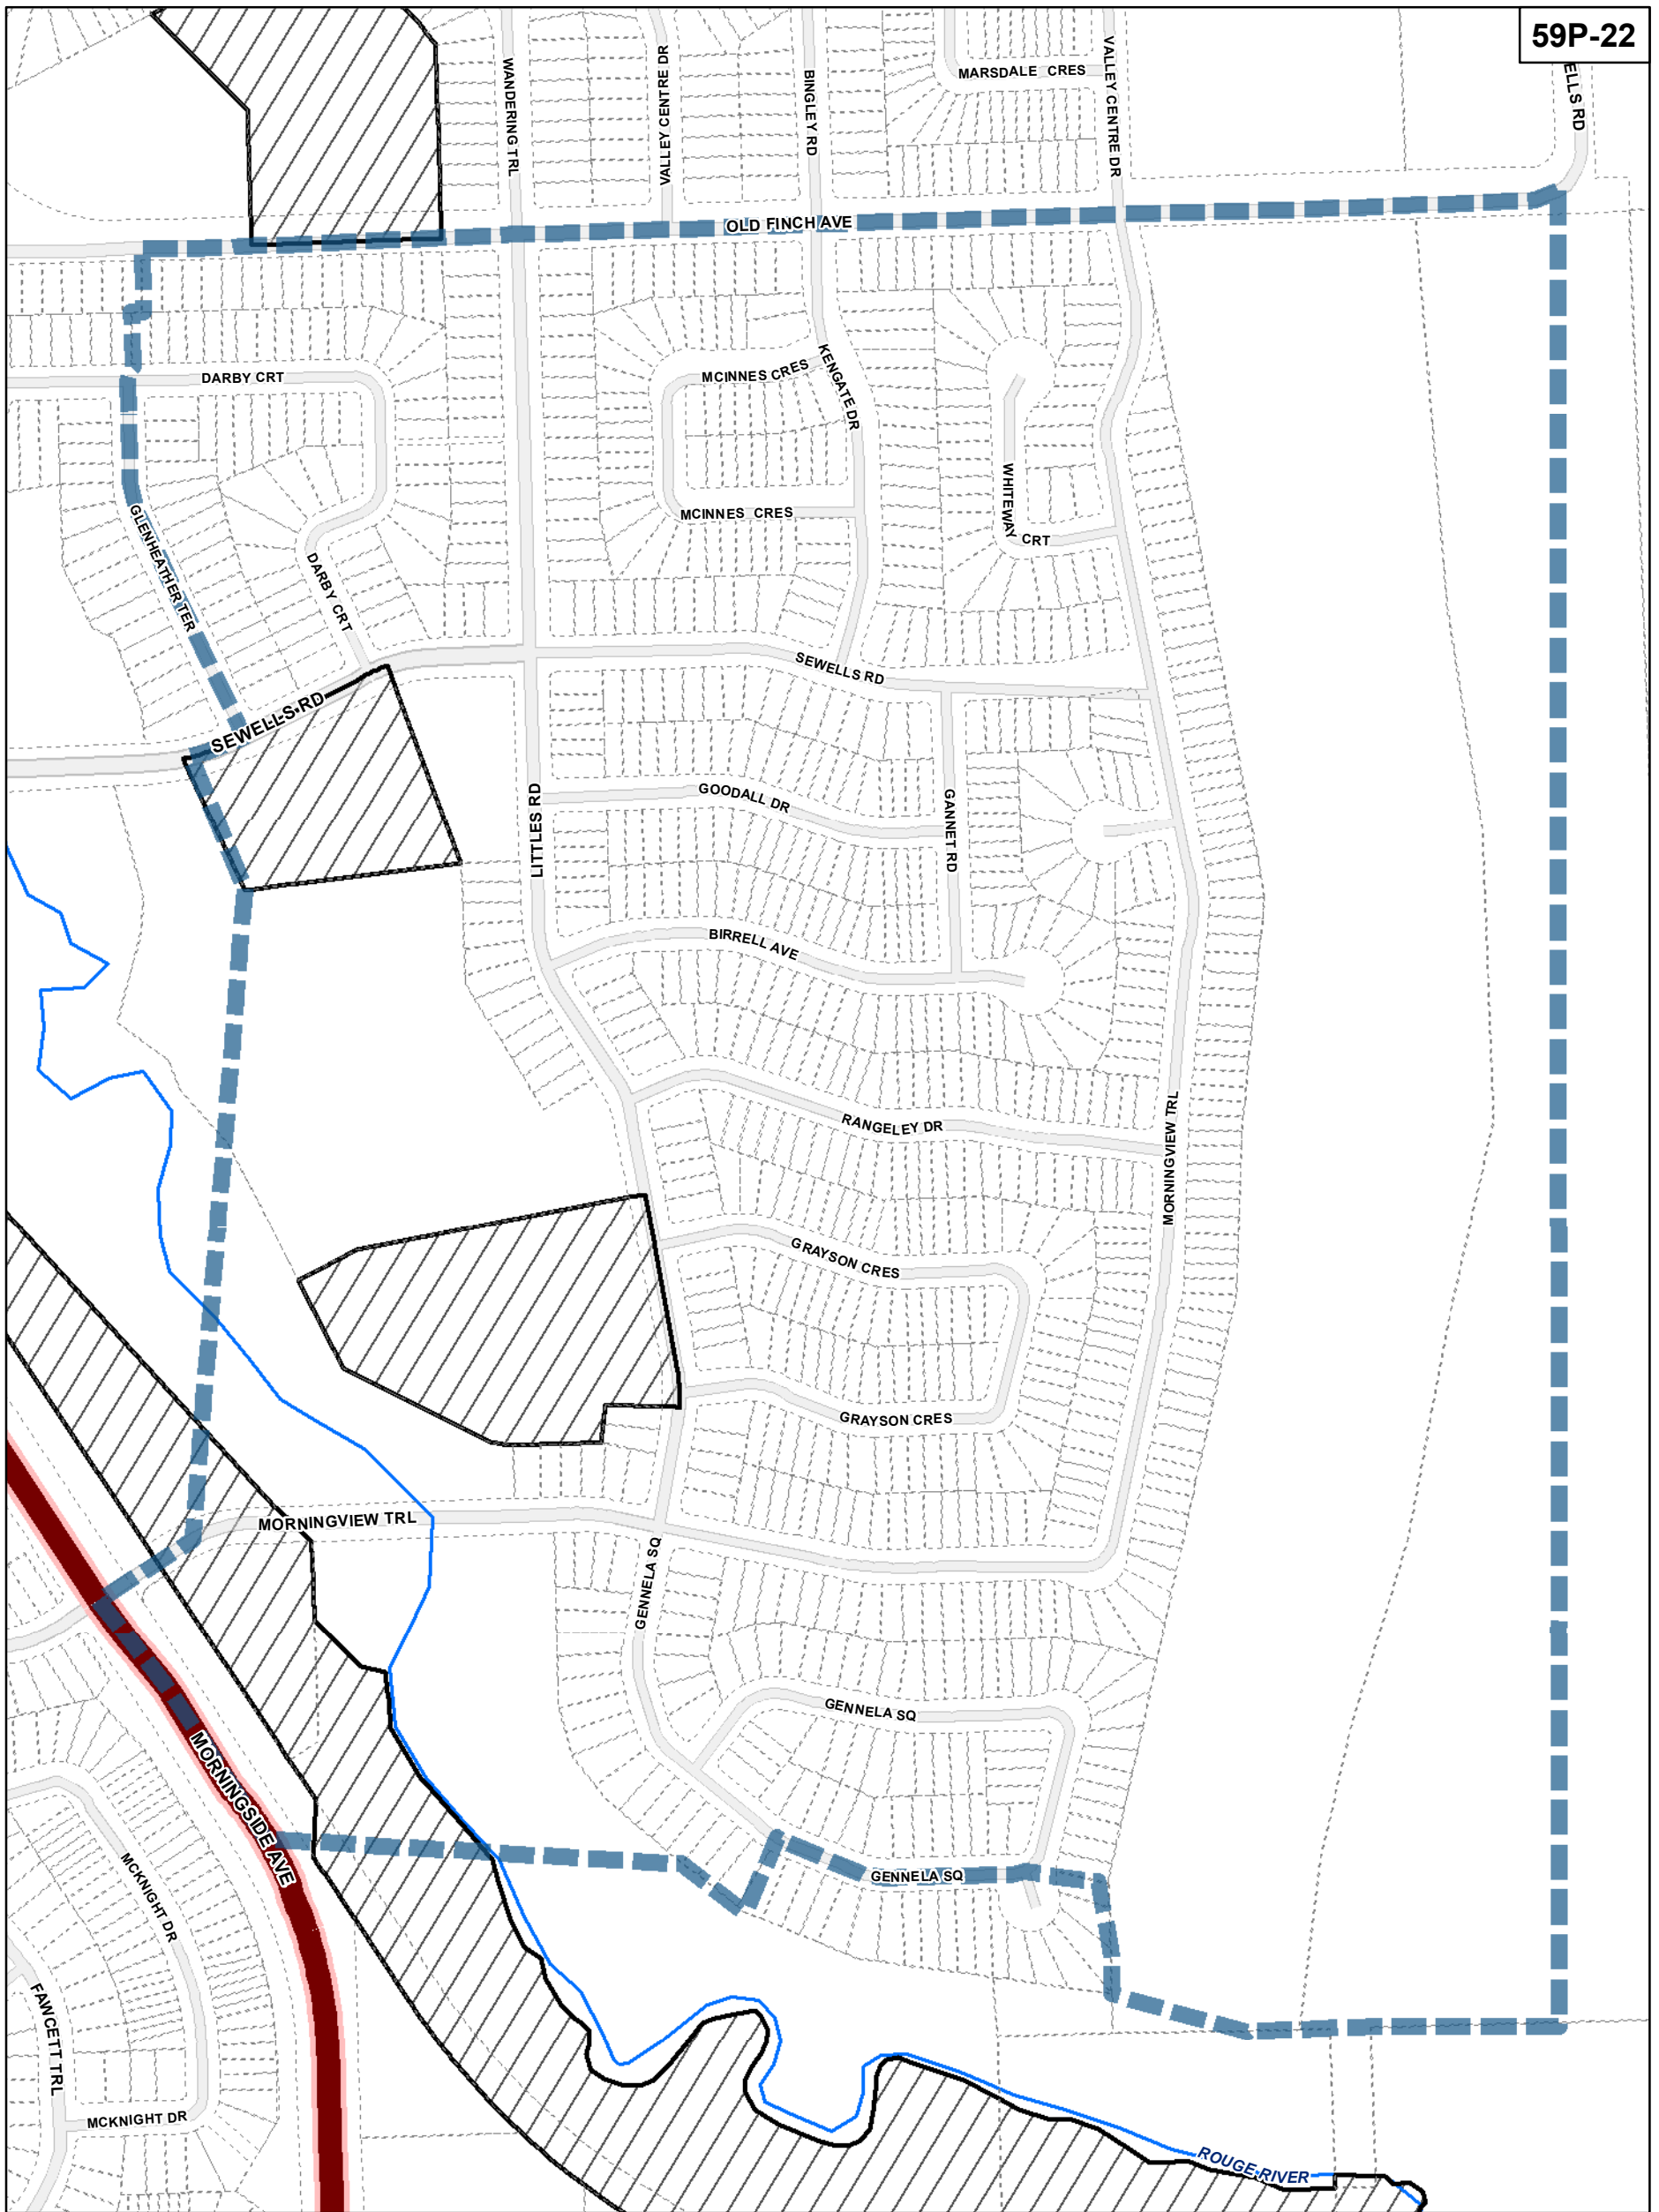 59P-22
WANDERING TRL
VALLEY CENTRE DR
BINGLEY RD
MARSDALE CRES
VALLEY CENTRE DR
ELLS RD
OLD FINCH AVE
DARBY CRT
MCINNES CRES
KENGATE DR
MCINNES CRES
WHITEWAY CRT
GLENHEATHER TER
DARBY CRT
SEWELLS RD
SEWELLS RD
LITTLES RD
GOODALL DR
GANNET RD
BIRRELL AVE
RANGELEY DR
MORNINGVIEW TRL
GRAYSON CRES
GRAYSON CRES
MORNINGVIEW TRL
GENNELA SQ
GENNELA SQ
MORNINGSIDE AVE
GENNELA SQ
MCKNIGHT DR
FAWCETT TRL
MCKNIGHT DR
ROUGE RIVER